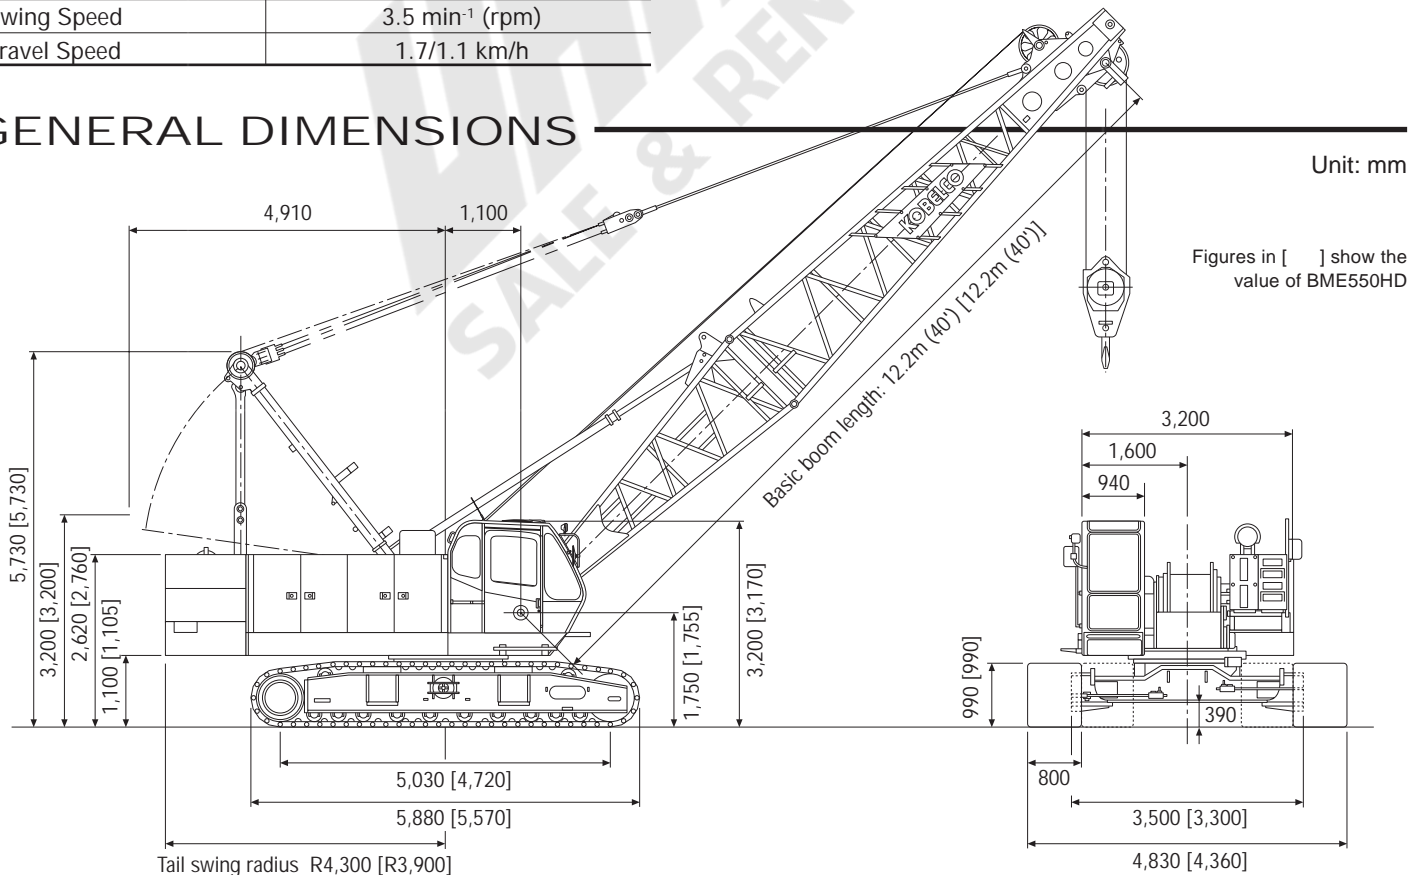 wing Speed 3.5 min⁻¹ (rpm)
ravel Speed 1.7/1.1 km/h
GENERAL DIMENSIONS
Unit: mm
Figures in [ ] show the
value of BME550HD
4,910
1,100
KOBELCO
SALE & REN
Basic boom length: 12.2m (40') [12.2m (40')]
5,730 [5,730]
3,200 [3,200]
2,620 [2,760]
1,100 [1,105]
1,750 [1,755]
3,200 [3,170]
5,030 [4,720]
5,880 [5,570]
Tail swing radius R4,300 [R3,900]
3,200
1,600
940
990 [990]
390
800
3,500 [3,300]
4,830 [4,360]